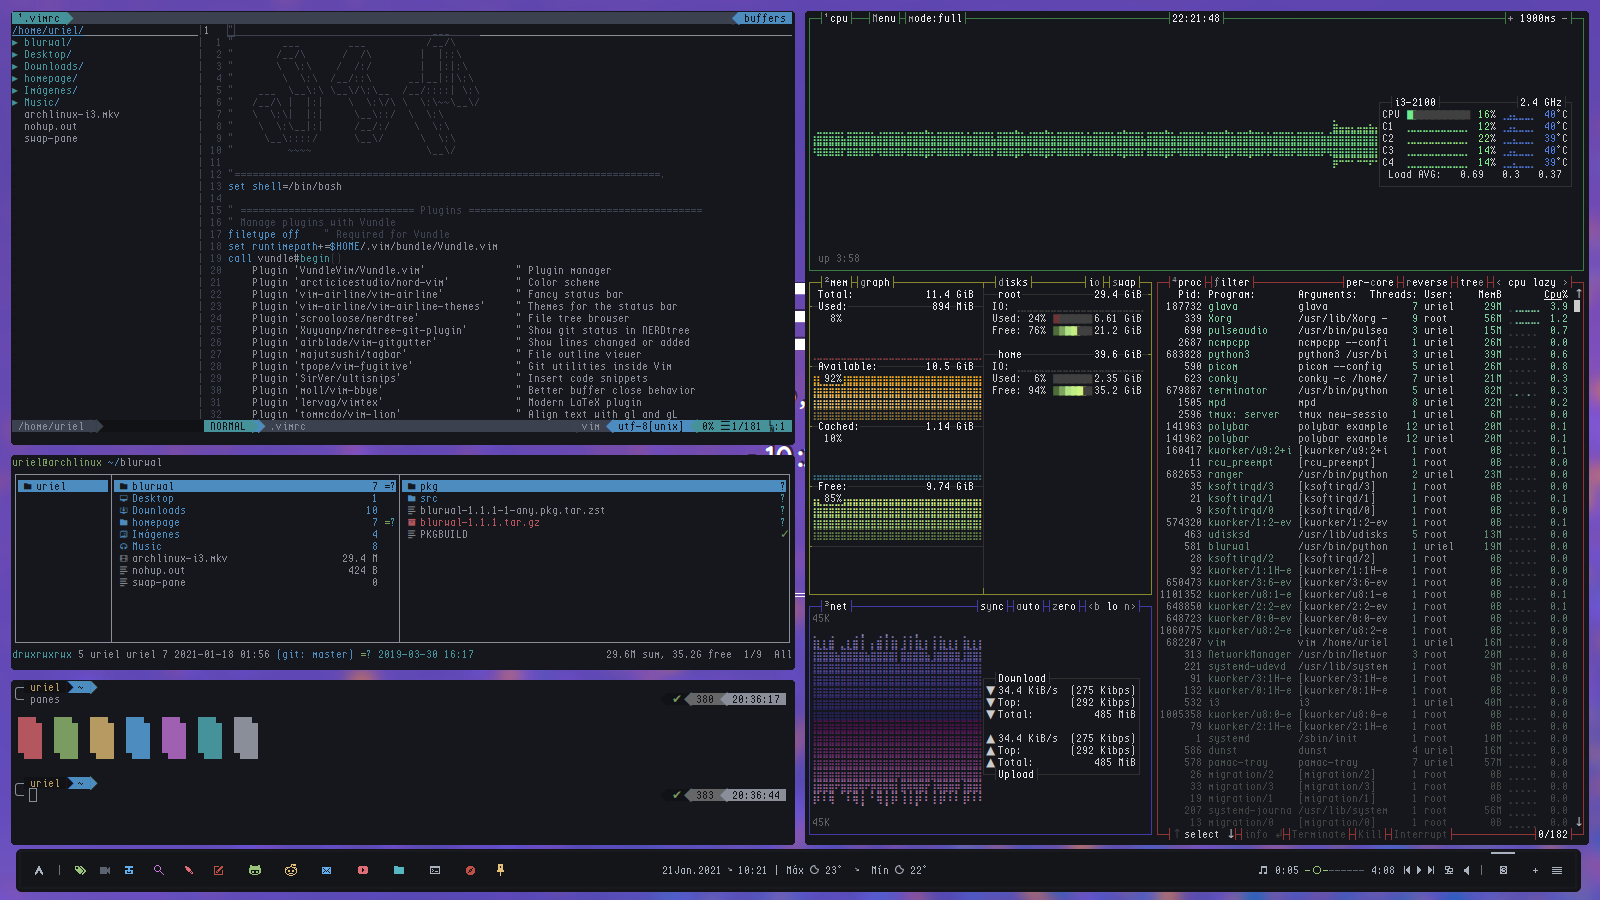 .vimrc
buffers
/home/uriel/
▸ blurwal/
▸ Desktop/
▸ Downloads/
▸ homepage/
▸ Imágenes/
▸ Music/
archlinux-i3.mkv
nohup.out
swap-pane
12 "=======================================================================.
13 set shell=/bin/bash
14
15 " ============================= Plugins =======================================
16 " Manage plugins with Vundle
17 filetype off    " Required for Vundle
18 set runtimepath+=$HOME/.vim/bundle/Vundle.vim
19 call vundle#begin()
20 Plugin 'VundleVim/Vundle.vim' " Plugin manager
21 Plugin 'arcticicestudio/nord-vim' " Color scheme
22 Plugin 'vim-airline/vim-airline' " Fancy status bar
23 Plugin 'vim-airline/vim-airline-themes' " Themes for the status bar
24 Plugin 'scrooloose/nerdtree' " File tree browser
25 Plugin 'Xuyuanp/nerdtree-git-plugin' " Show git status in NERDtree
26 Plugin 'airblade/vim-gitgutter' " Show lines changed or added
27 Plugin 'majutsushi/tagbar' " File outline viewer
28 Plugin 'tpope/vim-fugitive' " Git utilities inside Vim
29 Plugin 'SirVer/ultisnips' " Insert code snippets
30 Plugin 'moll/vim-bbye' " Better buffer close behavior
31 Plugin 'lervag/vimtex' " Modern LaTeX plugin
32 Plugin 'tommcdo/vim-lion' " Align text with gl and gL
/home/uriel NORMAL .vimrc vim utf-8[unix] 0% ☰1/181 :1
uriel@archlinux ~/blurwal
uriel
blurwal 7 =?
Desktop 1
Downloads 10
homepage 7 =?
Imágenes 4
Music 8
archlinux-i3.mkv 29.4 M
nohup.out 424 B
swap-pane 0
pkg ?
src ?
blurwal-1.1.1-1-any.pkg.tar.zst ?
blurwal-1.1.1.tar.gz ?
PKGBUILD ✓
drwxrwxrwx 5 uriel uriel 7 2021-01-18 01:56 (git: master) =? 2019-03-30 16:17 29.6M sum, 35.2G free 1/9 All
uriel ~
panes
✔ 380 20:36:17
uriel ~
✔ 383 20:36:44
¹cpu Menu mode:full 22:21:48 + 1900ms -
i3-2100 2.4 GHz
CPU 16% 40°C
C1 12% 40°C
C2 22% 39°C
C3 14% 40°C
C4 14% 39°C
Load AVG: 0.69 0.3 0.37
up 3:58
²mem graph disks io swap
Total: 11.4 GiB
Used: 894 MiB
8%
Available: 10.5 GiB
92%
Cached: 1.14 GiB
10%
Free: 9.74 GiB
85%
root 29.4 GiB
IO:
Used: 24% 6.61 GiB
Free: 76% 21.2 GiB
home 39.6 GiB
IO:
Used: 6% 2.35 GiB
Free: 94% 35.2 GiB
³net sync auto zero <b lo n>
45K
Download
▼ 34.4 KiB/s (275 Kibps)
▼ Top: (292 Kibps)
▼ Total: 485 MiB
▲ 34.4 KiB/s (275 Kibps)
▲ Top: (292 Kibps)
▲ Total: 485 MiB
Upload
45K
⁴proc filter per-core reverse tree < cpu lazy >
Pid: Program: Arguments: Threads: User: MemB Cpu% ↑
187732 glava glava 7 uriel 29M 3.9
339 Xorg /usr/lib/Xorg - 9 root 56M 1.2
690 pulseaudio /usr/bin/pulsea 3 uriel 15M 0.7
2687 ncmpcpp ncmpcpp --confi 4 uriel 26M 0.1
683828 python3 python3 /usr/bi 4 uriel 39M 0.6
590 picom picom --config 5 uriel 26M 0.8
623 conky conky -c /home/ 7 uriel 21M 0.3
679887 terminator /usr/bin/python 5 uriel 82M 0.3
1505 mpd mpd 8 uriel 22M 0.2
2596 tmux: server tmux new-sessio 1 uriel 6M 0.0
141963 polybar polybar example 12 uriel 20M 0.1
141962 polybar polybar example 12 uriel 20M 0.1
160417 kworker/u9:2+i [kworker/u9:2+i 1 root 0B 0.0
11 rcu_preempt [rcu_preempt] 1 root 0B 0.0
682653 ranger /usr/bin/python 2 uriel 23M 0.0
35 ksoftirqd/3 [ksoftirqd/3] 1 root 0B 0.0
21 ksoftirqd/1 [ksoftirqd/1] 1 root 0B 0.0
9 ksoftirqd/0 [ksoftirqd/0] 1 root 0B 0.0
574320 kworker/1:2-ev [kworker/1:2-ev 1 root 0B 0.1
463 udisksd /usr/lib/udisks 5 root 13M 0.0
581 blurwal /usr/bin/python 1 uriel 19M 0.0
28 ksoftirqd/2 [ksoftirqd/2] 1 root 0B 0.0
92 kworker/1:1H-e [kworker/1:1H-e 1 root 0B 0.0
650473 kworker/3:6-ev [kworker/3:6-ev 1 root 0B 0.0
1101352 kworker/u8:1-e [kworker/u8:1-e 1 root 0B 0.1
648850 kworker/2:2-ev [kworker/2:2-ev 1 root 0B 0.1
648724 kworker/0:0-ev [kworker/0:0-ev 1 root 0B 0.0
1060775 kworker/u8:2-e [kworker/u8:2-e 1 root 0B 0.0
682207 vim vim /home/uriel 1 uriel 16M 0.0
313 NetworkManager /usr/bin/Networ 3 root 20M 0.0
221 systemd-udevd /usr/lib/system 1 root 9M 0.0
91 kworker/3:1H-e [kworker/3:1H-e 1 root 0B 0.0
132 kworker/0:1H-e [kworker/0:1H-e 1 root 0B 0.0
532 i3 i3 1 uriel 40M 0.0
1005358 kworker/u8:0-e [kworker/u8:0-e 1 root 0B 0.0
79 kworker/2:1H-e [kworker/2:1H-e 1 root 0B 0.0
1 systemd /sbin/init 1 root 10M 0.0
586 dunst dunst 4 uriel 16M 0.0
578 pamac-tray pamac-tray 7 uriel 57M 0.0
26 migration/2 [migration/2] 1 root 0B 0.0
33 migration/3 [migration/3] 1 root 0B 0.0
19 migration/1 [migration/1] 1 root 0B 0.0
207 systemd-journa /usr/lib/system 1 root 56M 0.0
13 migration/0 [migration/0] 1 root 0B 0.0
↑ select ↓ info ↲ Terminate Kill Interrupt 0/182
21Jan.2021 10:21 | Máx 23° Mín 22°
0:05 4:08